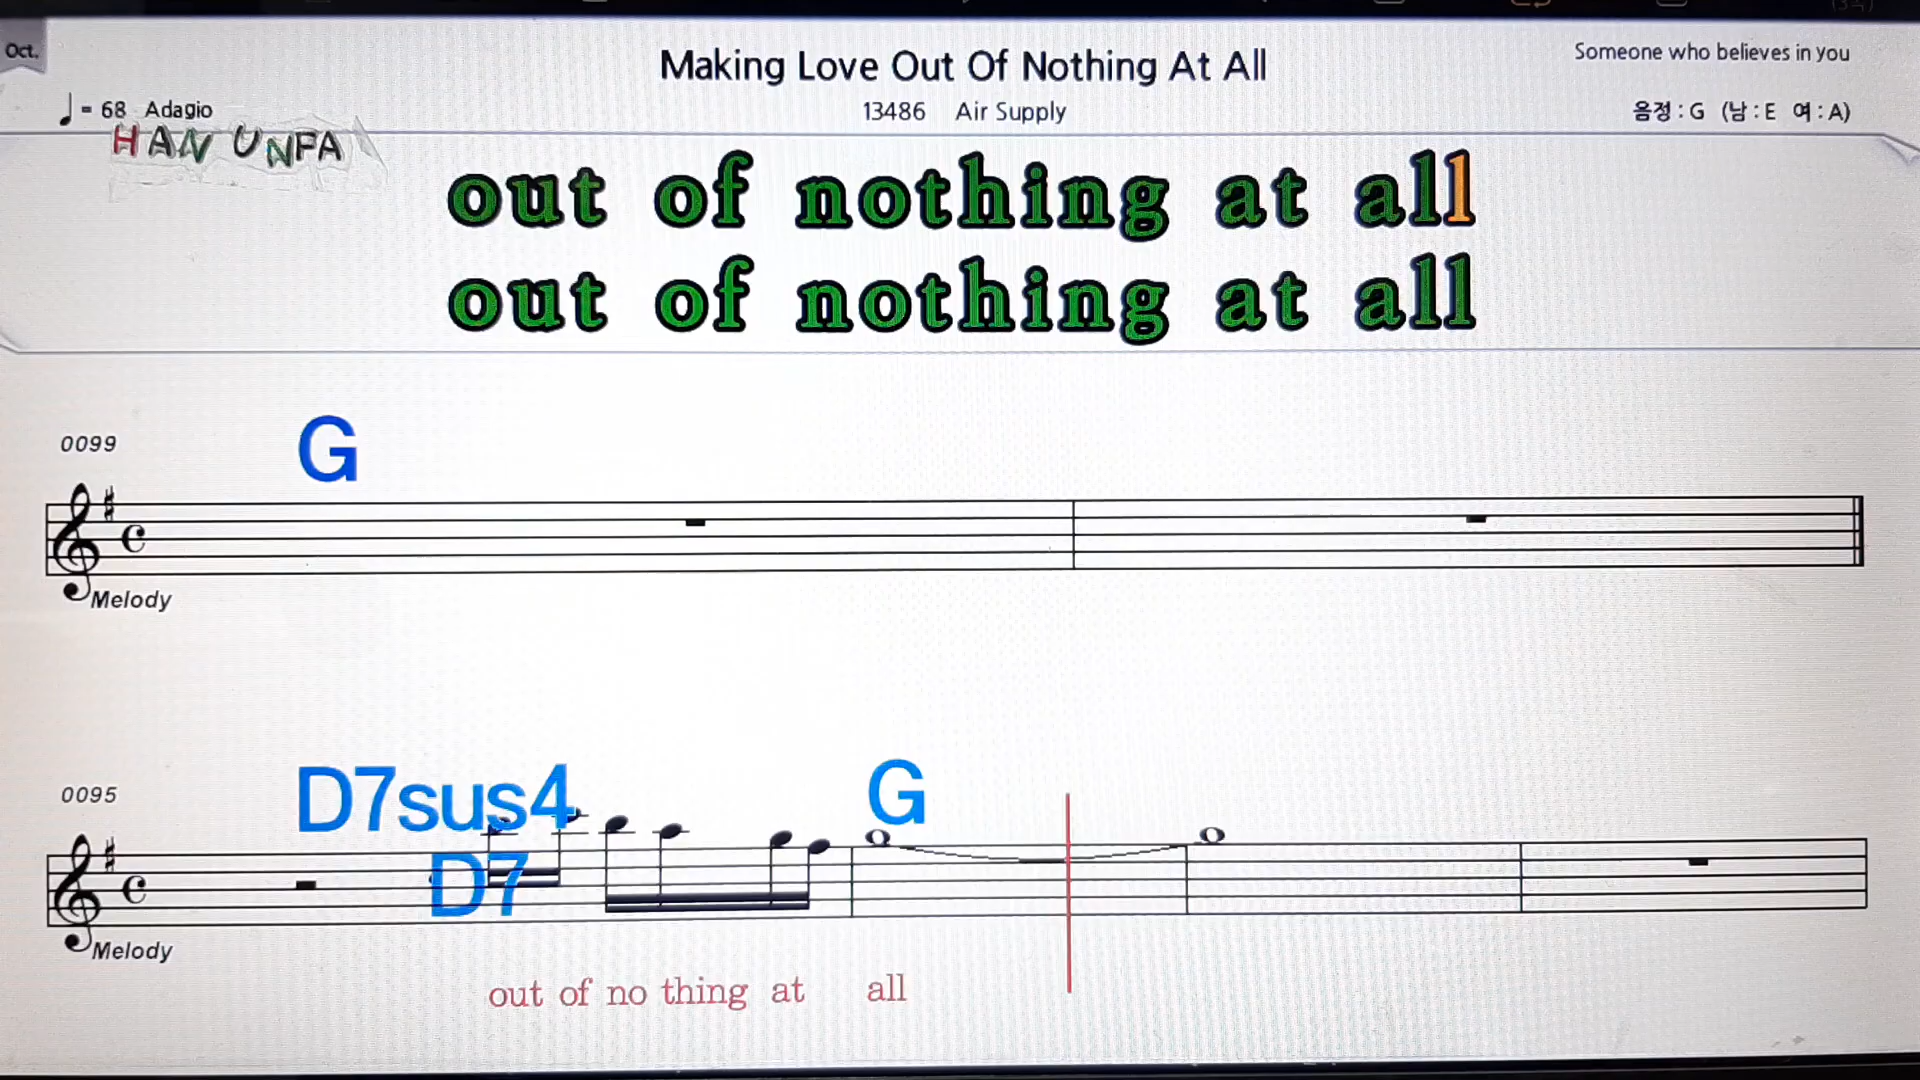 Oct.
Making Love Out Of Nothing At All
Someone who believes in you
= 68 Adagio
13486 Air Supply
음정 : G (남 : E 여 : A)
HAN UNFA
out of nothing at all
out of nothing at all
0099
G
Melody
0095
D7sus4
G
D7
Melody
out of no thing at all